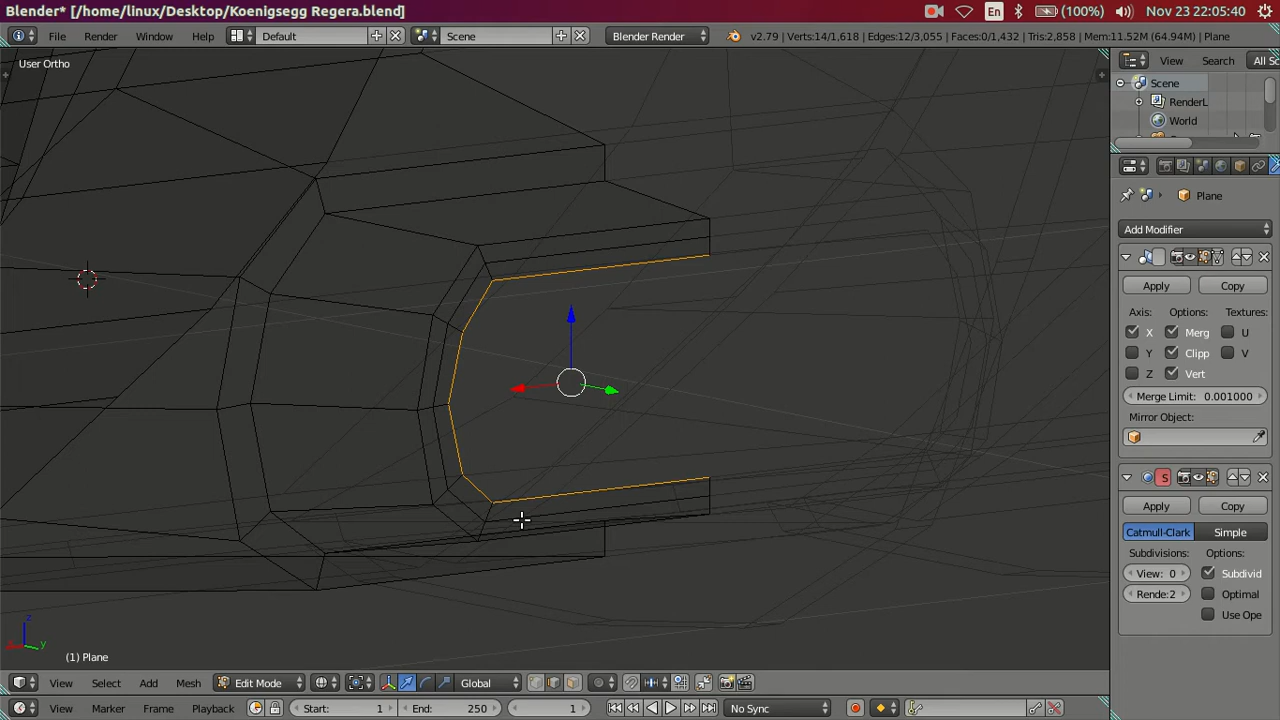 Blender* [/home/linux/Desktop/Koenigsegg Regera.blend] En (100%) Nov 23 22:05:40
File Render Window Help Default Scene Blender Render v2.79 | Verts:14/1,618 | Edges:12/3,055 | Faces:0/1,432 | Tris:2,858 | Mem:11.52M (64.94M) | Plane
User Ortho
View Search All S
Scene
RenderL
World
Plane
Add Modifier
Apply Copy
Axis: Options: Textures:
X Merg U
Y Clipp V
Z Vert
Merge Limit: 0.001000
Mirror Object:
S
Apply Copy
Catmull-Clark Simple
Subdivisions: Options:
View: 0 Subdivid
Rende:2 Optimal
Use Ope
z
y
(1) Plane
View Select Add Mesh Edit Mode Global
View Marker Frame Playback Start: 1 End: 250 1 No Sync